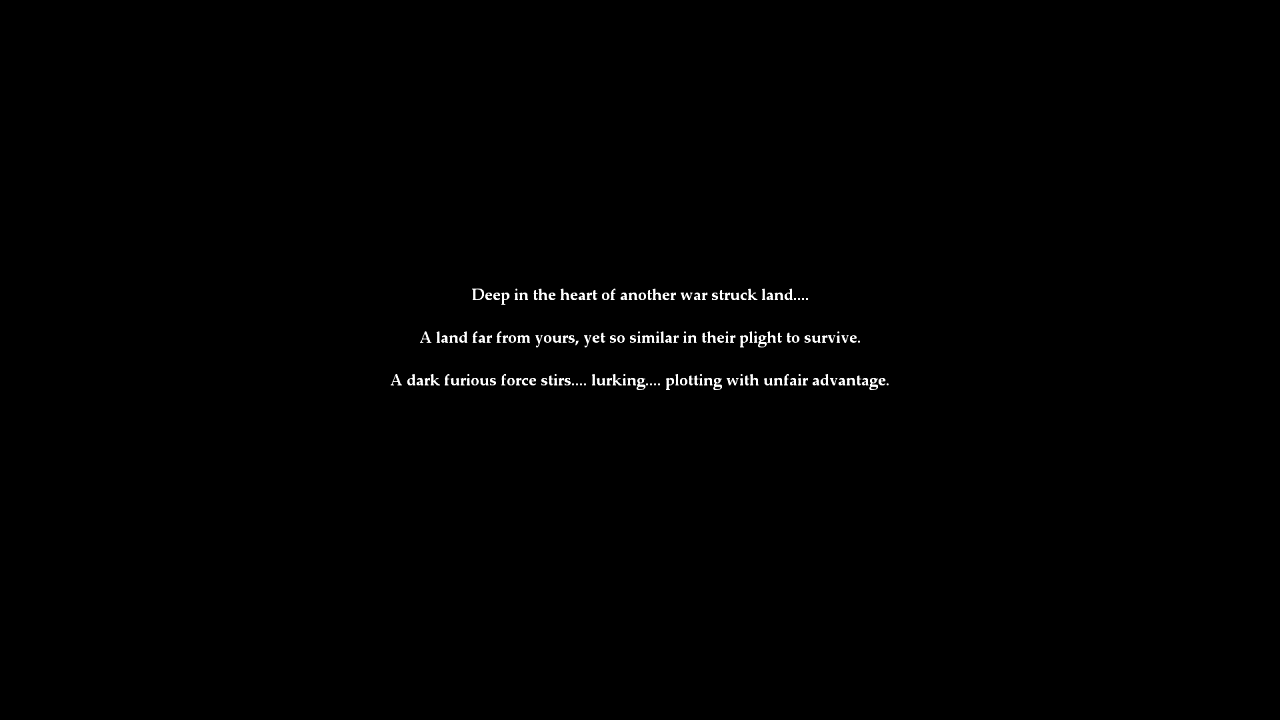 Deep in the heart of another war struck land....
A land far from yours, yet so similar in their plight to survive.
A dark furious force stirs.... lurking.... plotting with unfair advantage.